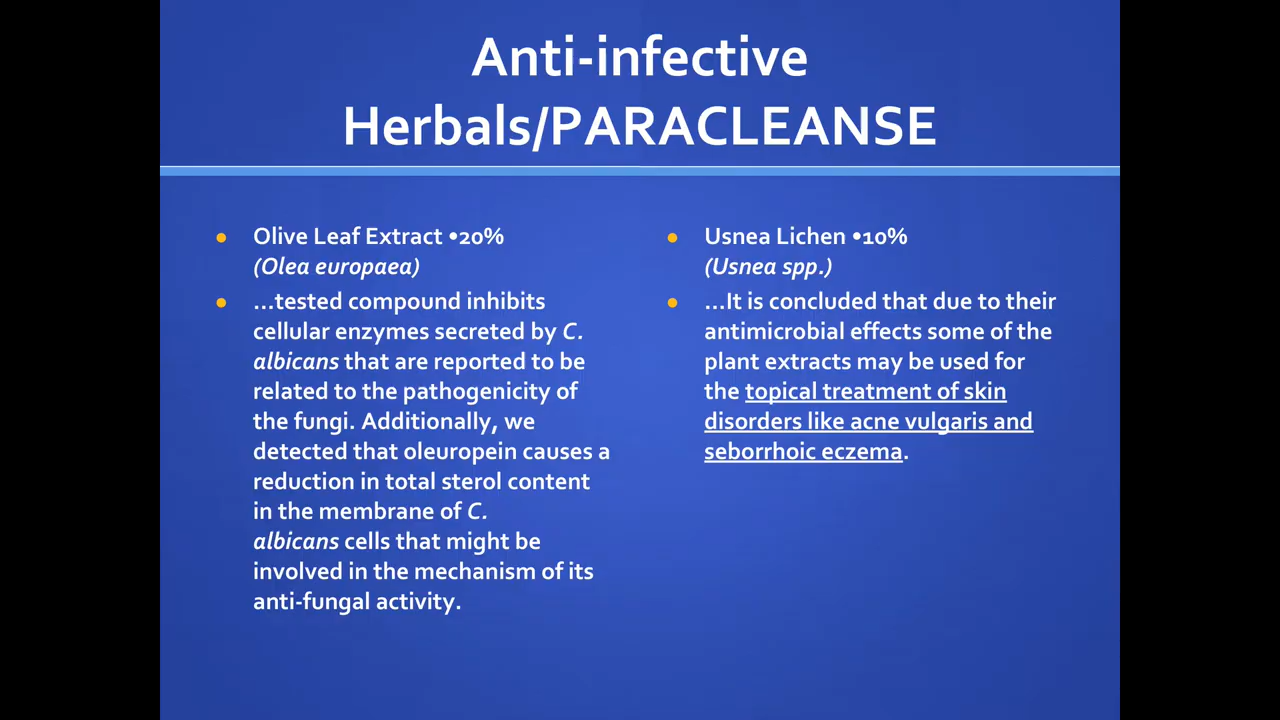 Anti-infective
Herbals/PARACLEANSE
• Olive Leaf Extract •20%
(Olea europaea)
• ...tested compound inhibits
cellular enzymes secreted by C.
albicans that are reported to be
related to the pathogenicity of
the fungi. Additionally, we
detected that oleuropein causes a
reduction in total sterol content
in the membrane of C.
albicans cells that might be
involved in the mechanism of its
anti-fungal activity.
• Usnea Lichen •10%
(Usnea spp.)
• ...It is concluded that due to their
antimicrobial effects some of the
plant extracts may be used for
the topical treatment of skin
disorders like acne vulgaris and
seborrhoic eczema.